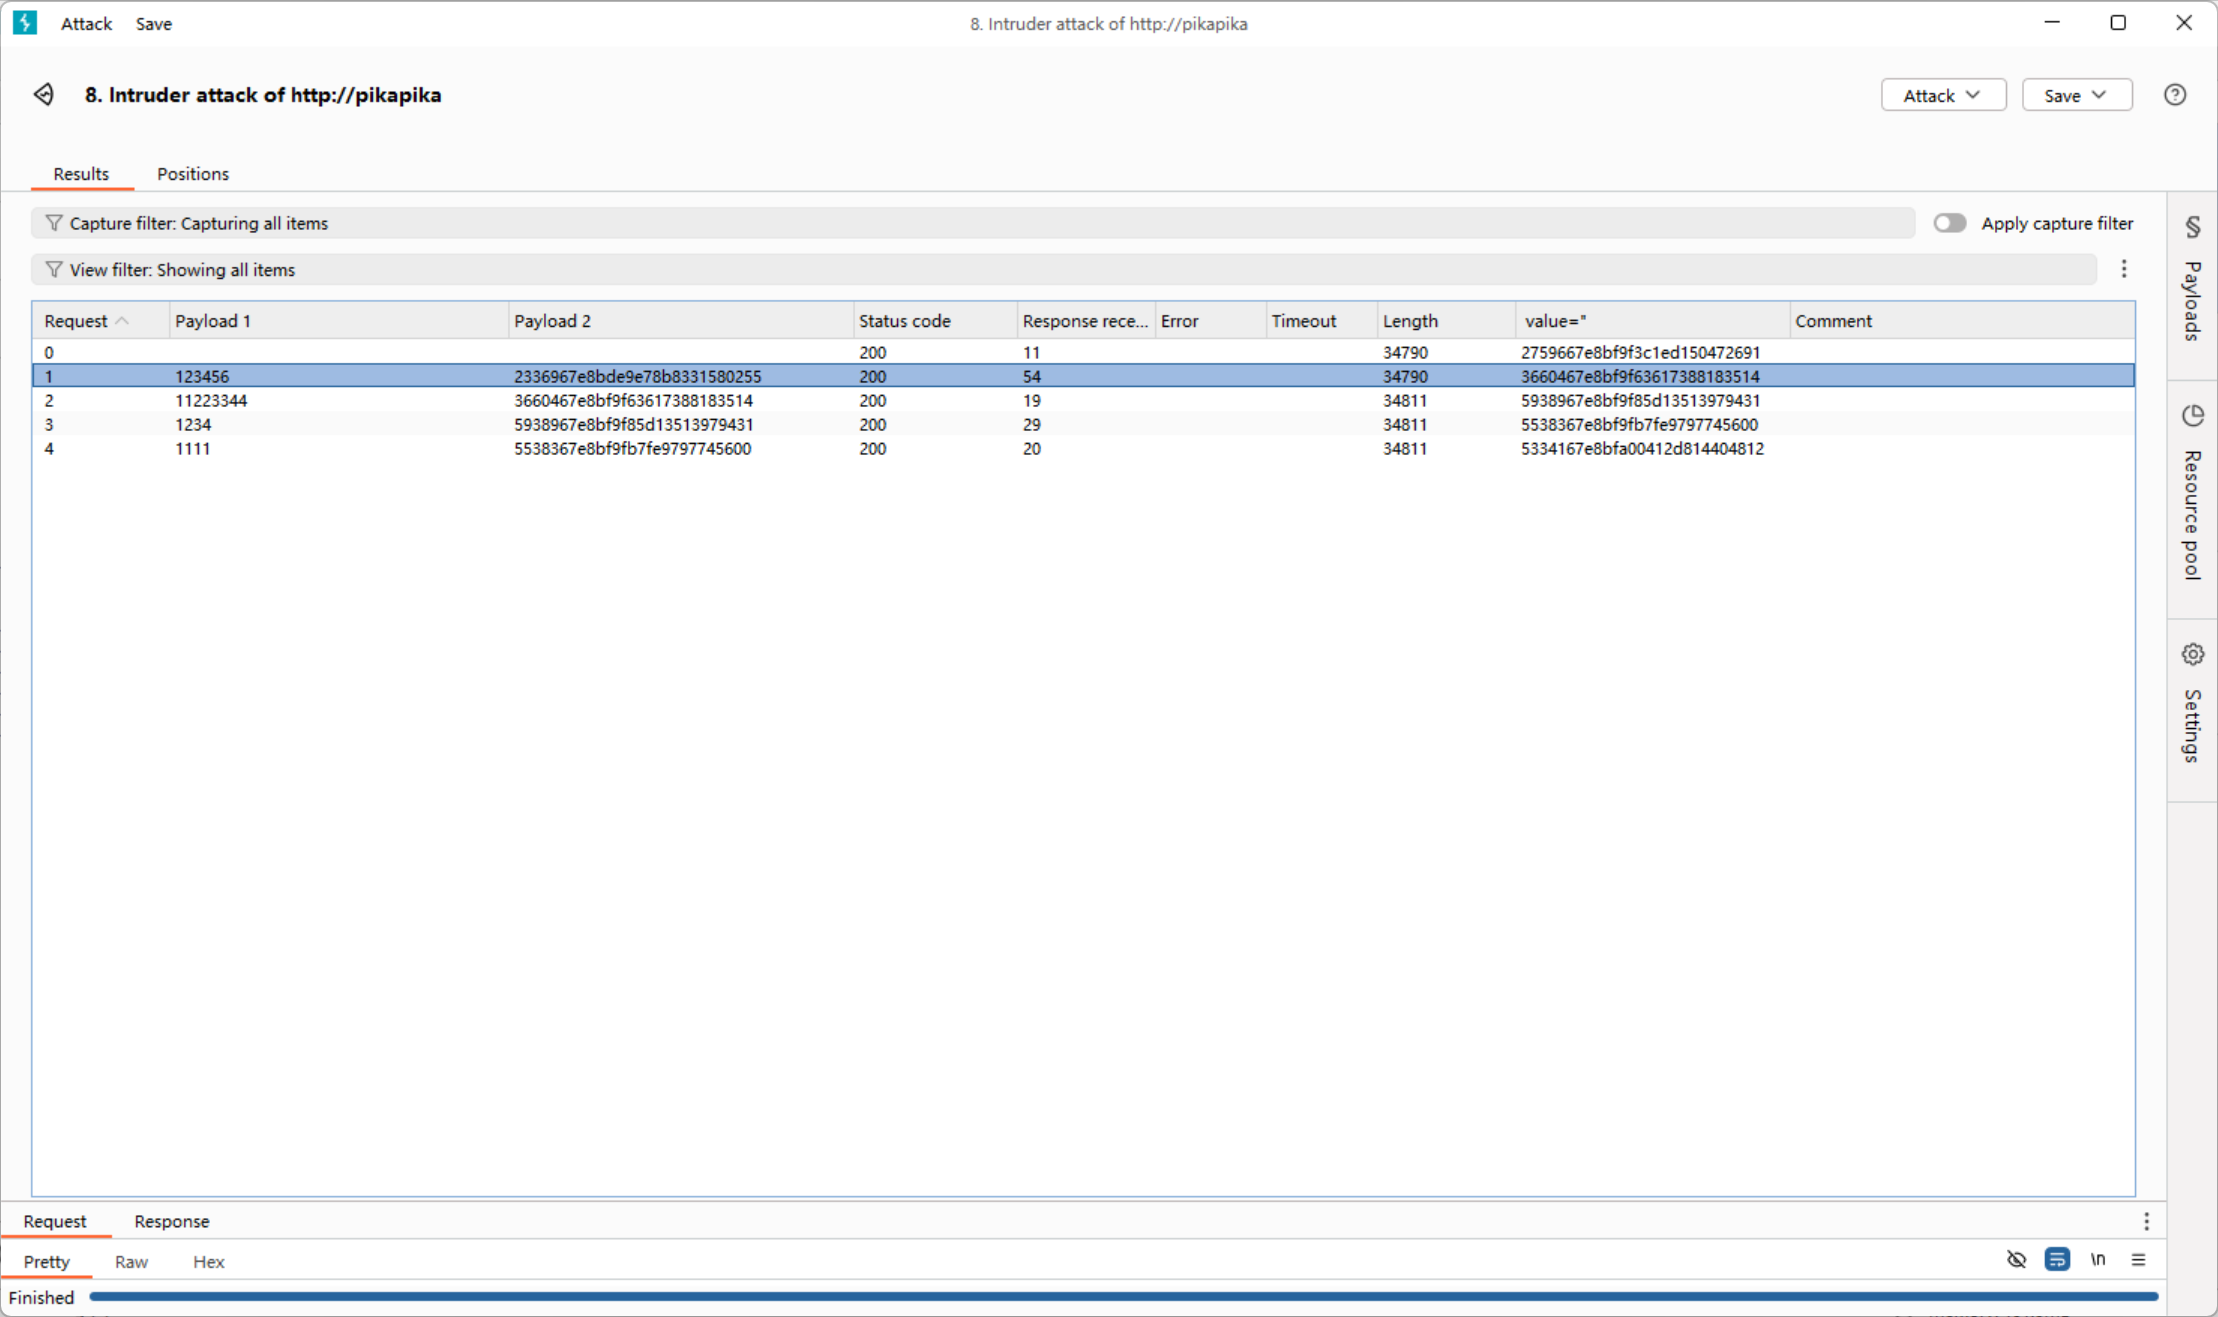 Attack Save 8. Intruder attack of http://pikapika
8. Intruder attack of http://pikapika Attack Save
Results Positions
Capture filter: Capturing all items Apply capture filter
View filter: Showing all items
Request Payload 1 Payload 2 Status code Response rece... Error Timeout Length value=" Comment
0 200 11 34790 2759667e8bf9f3c1ed150472691
1 123456 2336967e8bde9e78b8331580255 200 54 34790 3660467e8bf9f63617388183514
2 11223344 3660467e8bf9f63617388183514 200 19 34811 5938967e8bf9f85d13513979431
3 1234 5938967e8bf9f85d13513979431 200 29 34811 5538367e8bf9fb7fe9797745600
4 1111 5538367e8bf9fb7fe9797745600 200 20 34811 5334167e8bfa00412d814404812
Payloads
Resource pool
Settings
Request Response
Pretty Raw Hex \n
Finished